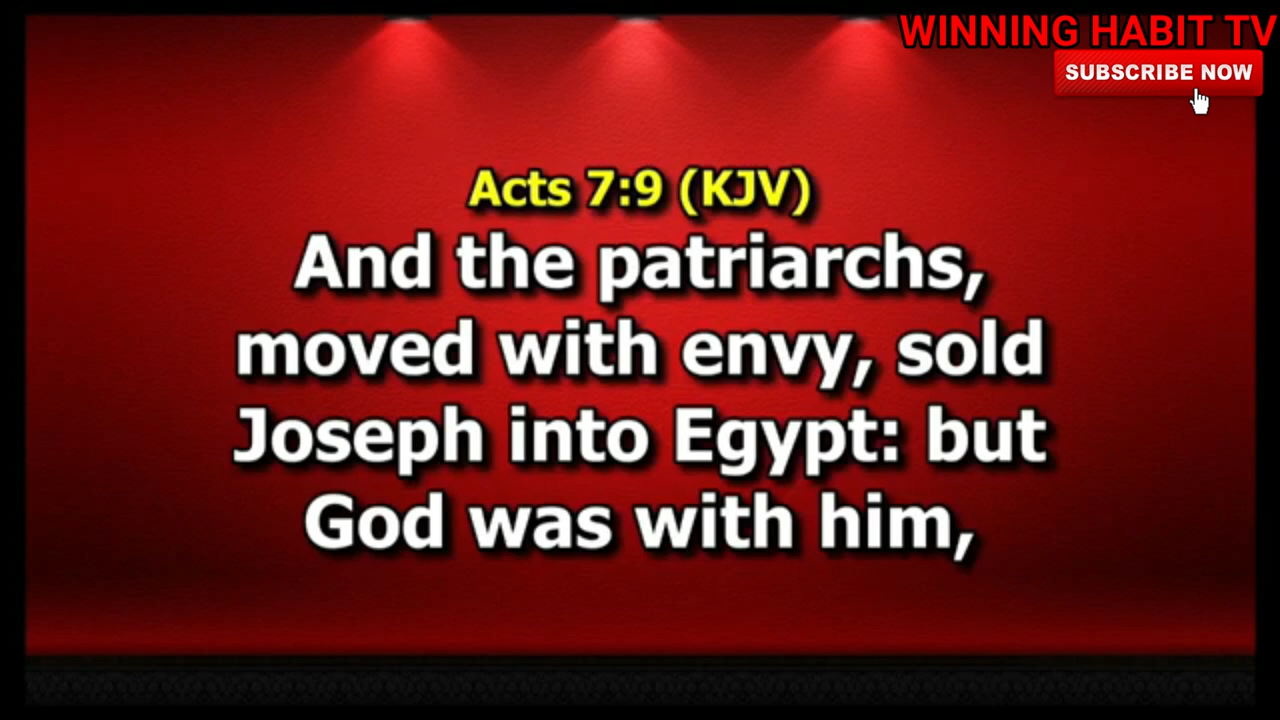 WINNING HABIT TV
SUBSCRIBE NOW
Acts 7:9 (KJV)
And the patriarchs,
moved with envy, sold
Joseph into Egypt: but
God was with him,